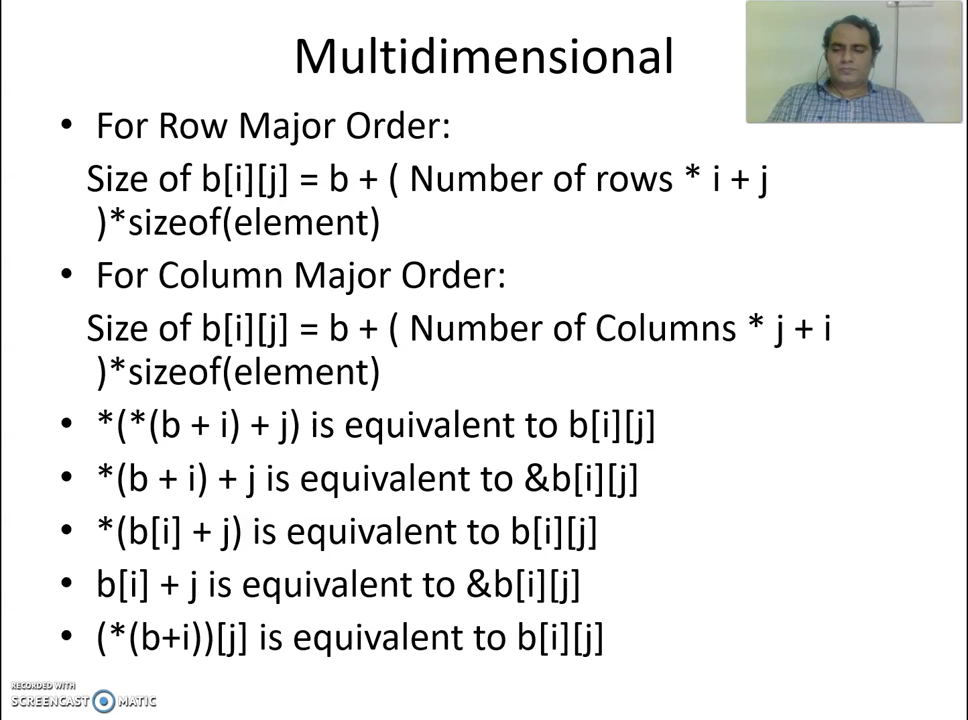 Multidimensional
• For Row Major Order:
Size of b[i][j] = b + ( Number of rows * i + j
)*sizeof(element)
• For Column Major Order:
Size of b[i][j] = b + ( Number of Columns * j + i
)*sizeof(element)
• *(*(b + i) + j) is equivalent to b[i][j]
• *(b + i) + j is equivalent to &b[i][j]
• *(b[i] + j) is equivalent to b[i][j]
• b[i] + j is equivalent to &b[i][j]
• (*(b+i))[j] is equivalent to b[i][j]
RECORDED WITH
SCREENCAST MATIC